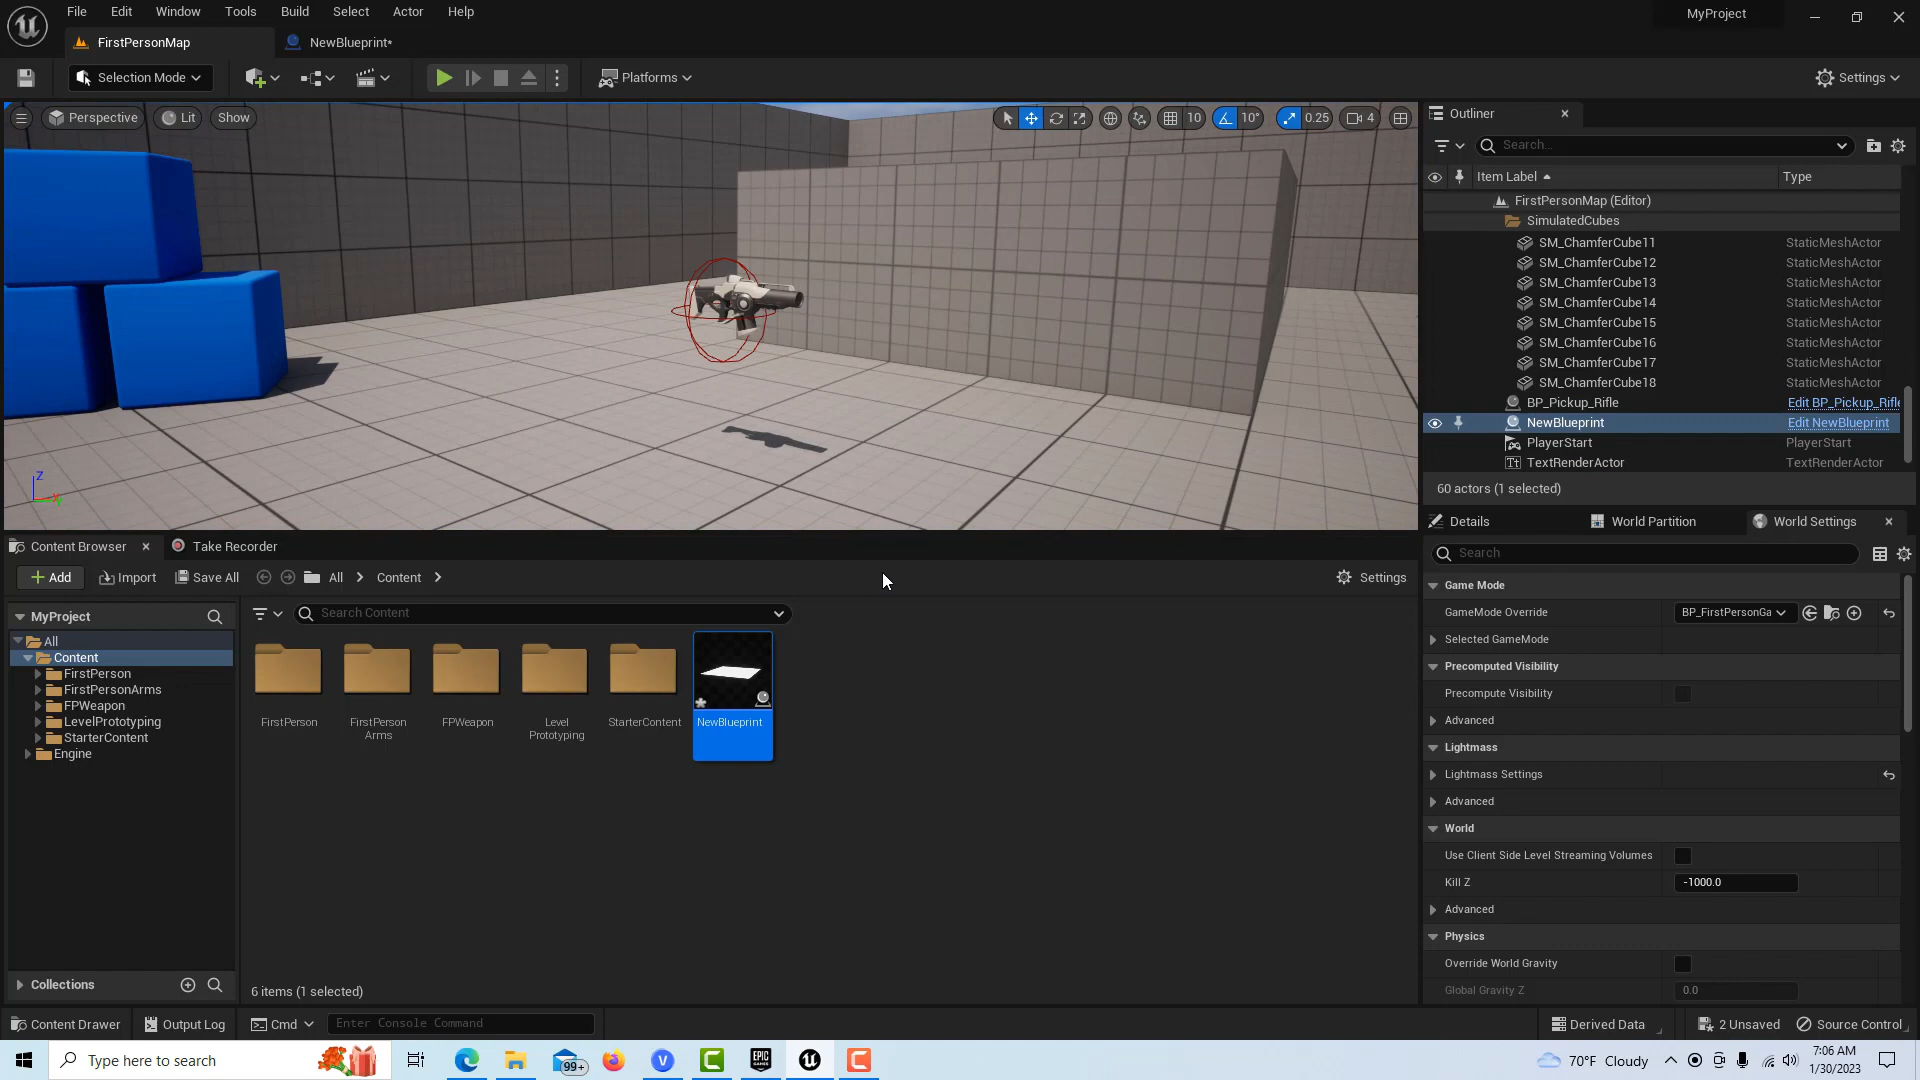 File Edit Window Tools Build Select Actor Help
MyProject
FirstPersonMap
NewBlueprint*
Selection Mode
Platforms
Settings
Perspective
Lit
Show
10
10°
0.25
4
Z
Outliner
Search...
Item Label
Type
FirstPersonMap (Editor)
SimulatedCubes
SM_ChamferCube11 StaticMeshActor
SM_ChamferCube12 StaticMeshActor
SM_ChamferCube13 StaticMeshActor
SM_ChamferCube14 StaticMeshActor
SM_ChamferCube15 StaticMeshActor
SM_ChamferCube16 StaticMeshActor
SM_ChamferCube17 StaticMeshActor
SM_ChamferCube18 StaticMeshActor
BP_Pickup_Rifle Edit BP_Pickup_Rifle
NewBlueprint Edit NewBlueprint
PlayerStart PlayerStart
TextRenderActor TextRenderActor
60 actors (1 selected)
Details
World Partition
World Settings
Search
Game Mode
GameMode Override BP_FirstPersonGa
Selected GameMode
Precomputed Visibility
Precompute Visibility
Advanced
Lightmass
Lightmass Settings
Advanced
World
Use Client Side Level Streaming Volumes
Kill Z -1000.0
Advanced
Physics
Override World Gravity
Global Gravity Z 0.0
Content Browser
Take Recorder
Add
Import
Save All
All
Content
Settings
MyProject
Search Content
All
Content
FirstPerson
FirstPersonArms
FPWeapon
LevelPrototyping
StarterContent
Engine
FirstPerson
FirstPerson
Arms
FPWeapon
Level
Prototyping
StarterContent
NewBlueprint
Collections
6 items (1 selected)
Content Drawer
Output Log
Cmd
Enter Console Command
Derived Data
2 Unsaved
Source Control
Type here to search
99+
V
EPIC
GAMES
70°F Cloudy
7:06 AM
1/30/2023